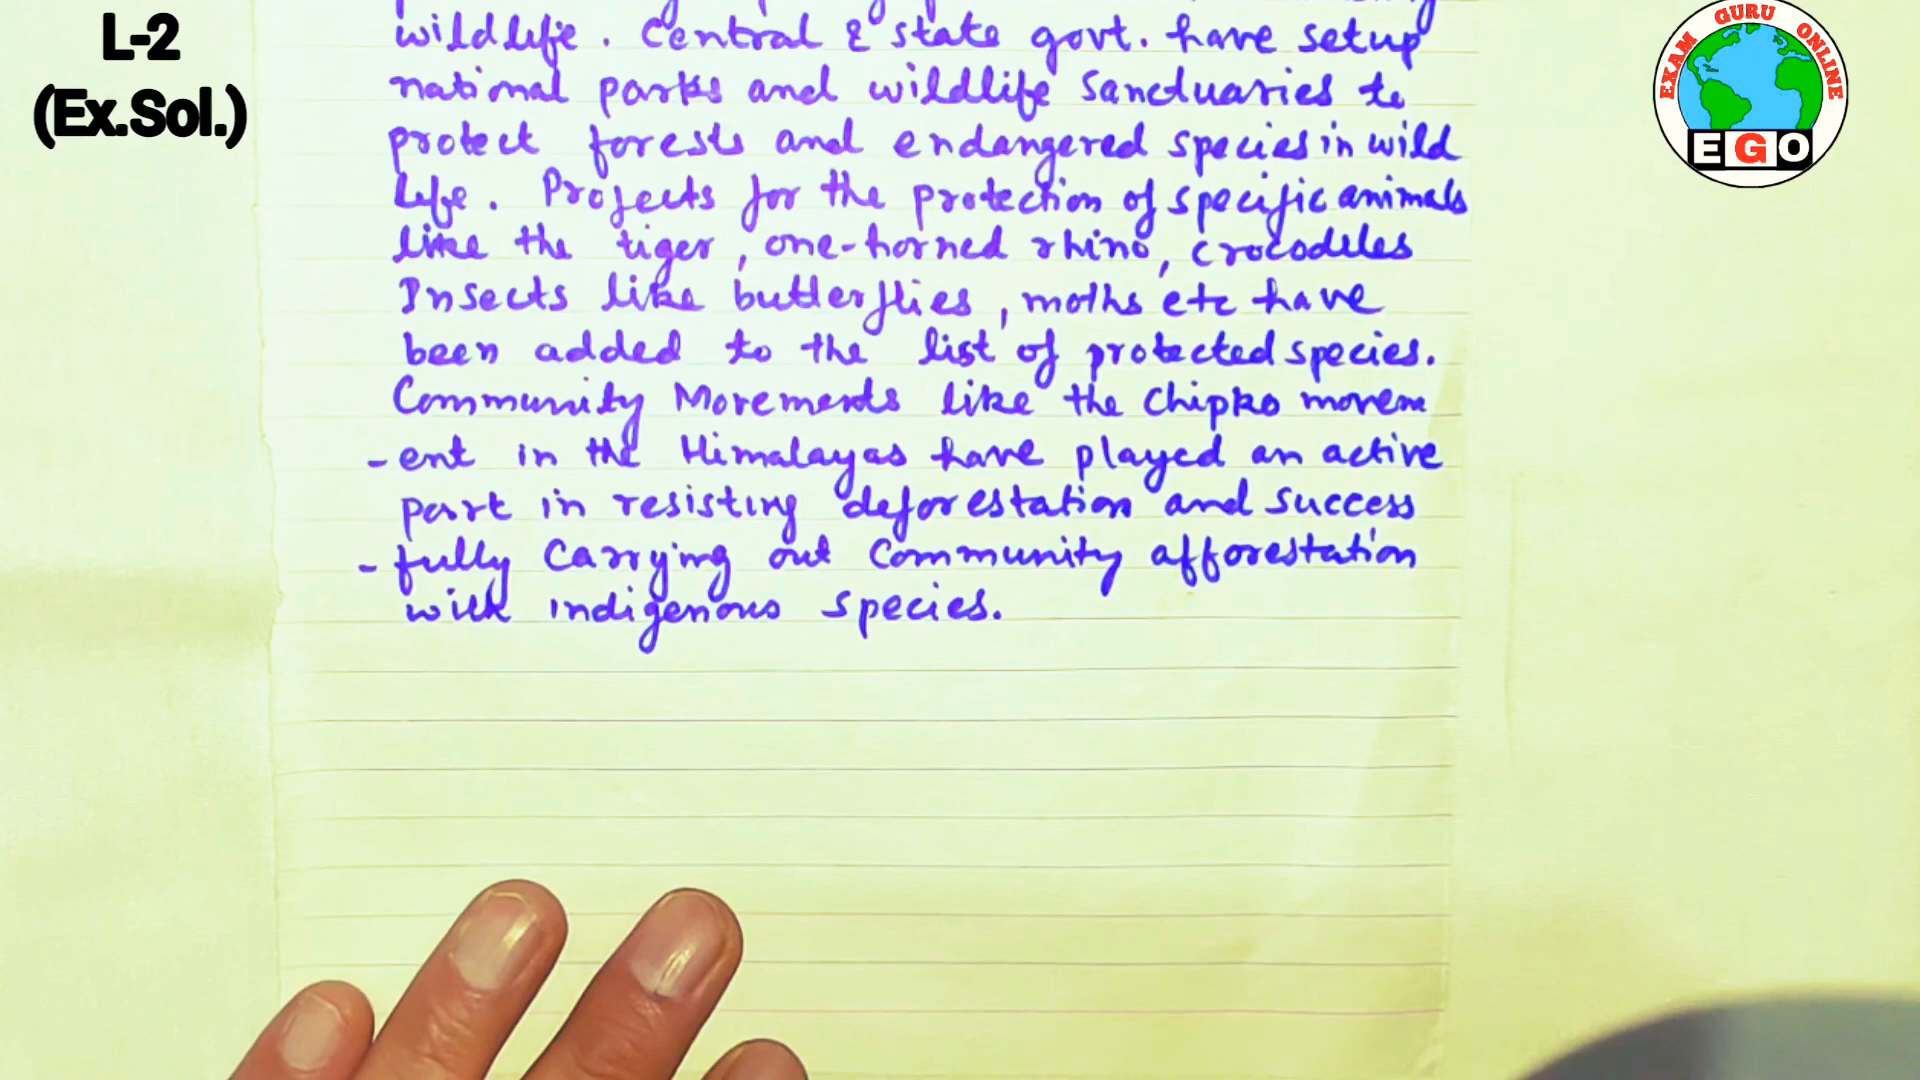 L-2
(Ex.Sol.)
EXAM GURU ONLINE
EGO
wildlife. Central & state govt. have setup
national parks and wildlife Sanctuaries to
protect forests and endangered species in wild
life. Projects for the protection of specific animals
like the tiger, one-horned rhino, crocodiles
Insects like butterflies, moths etc have
been added to the list of protected species.
Community Movements like the Chipko movem
-ent in the Himalayas have played an active
part in resisting deforestation and success
-fully Carrying out Community afforestation
with indigenous species.